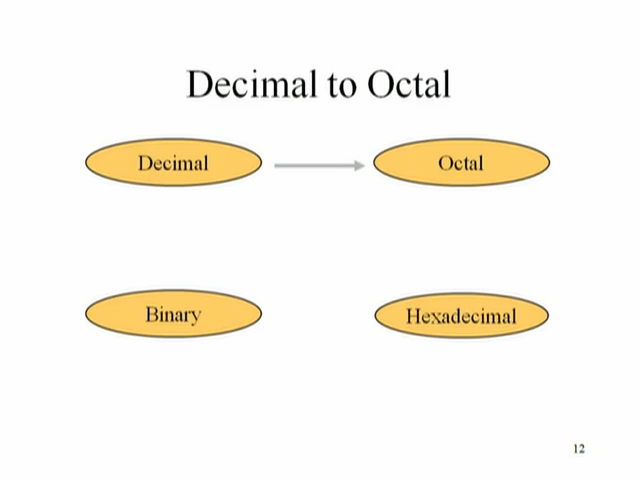 Decimal to Octal
Decimal
Octal
Binary
Hexadecimal
12